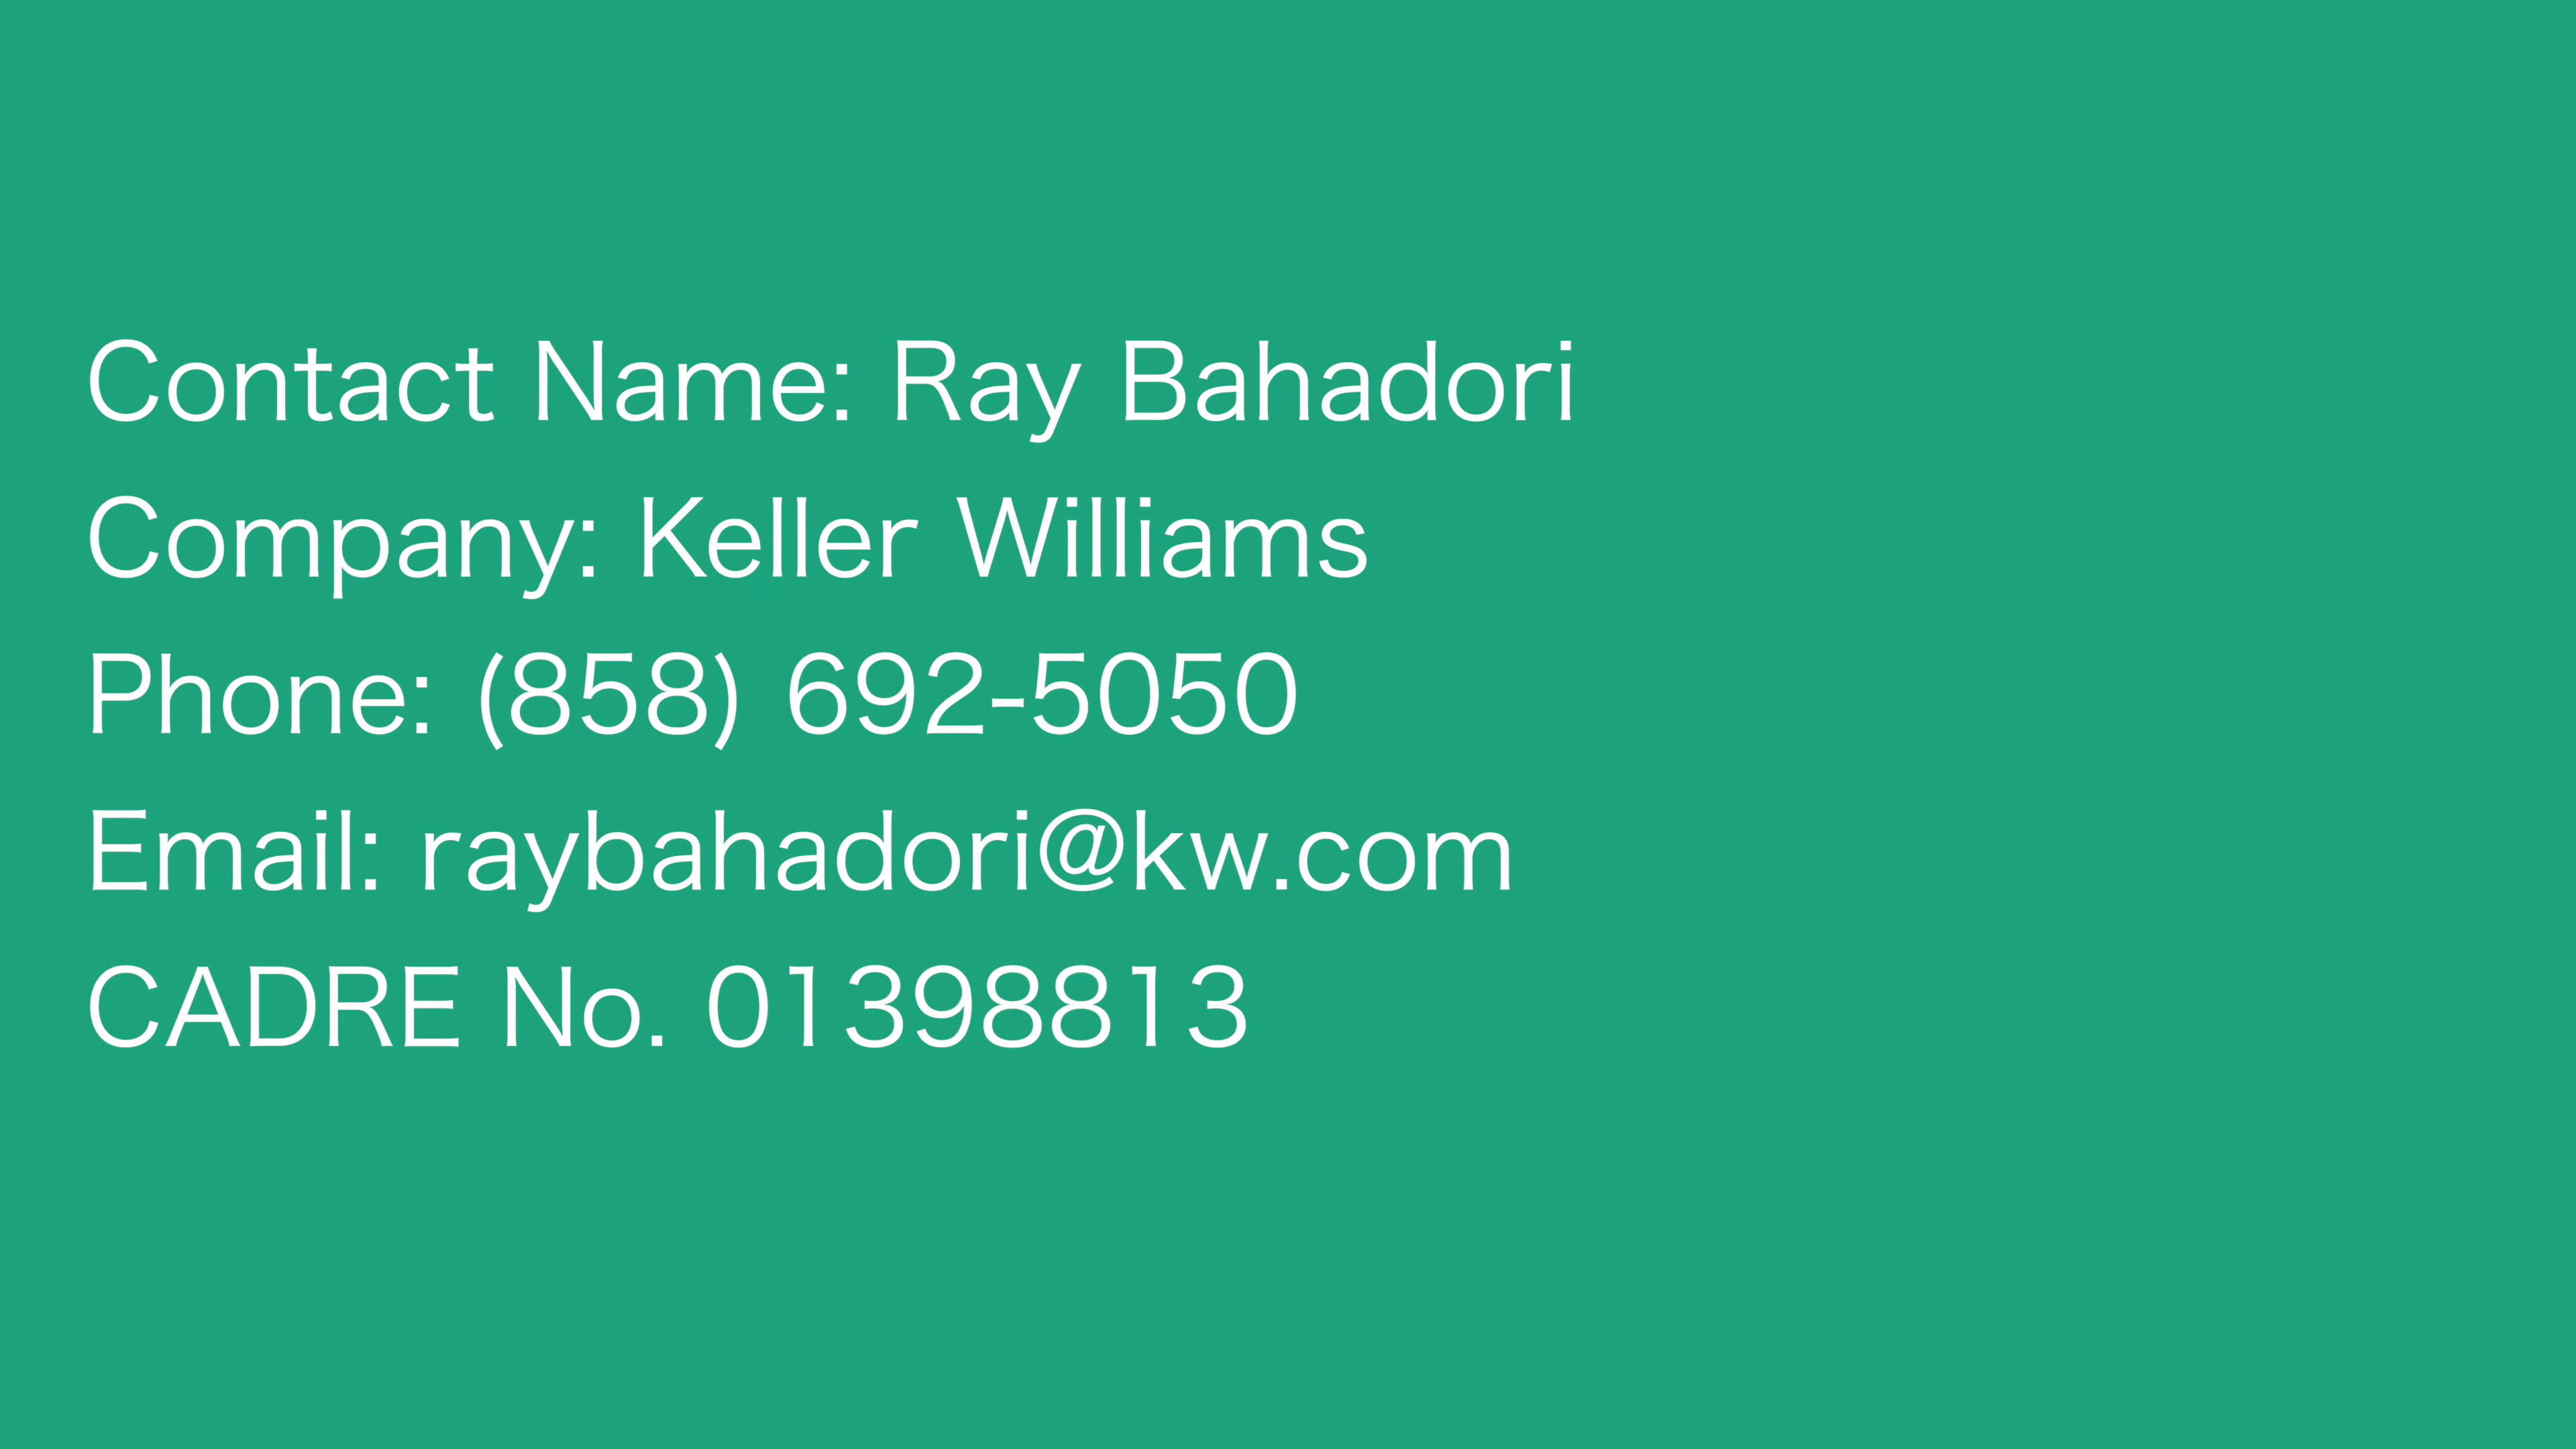 Contact Name: Ray Bahadori
Company: Keller Williams
Phone: (858) 692-5050
Email: raybahadori@kw.com
CADRE No. 01398813